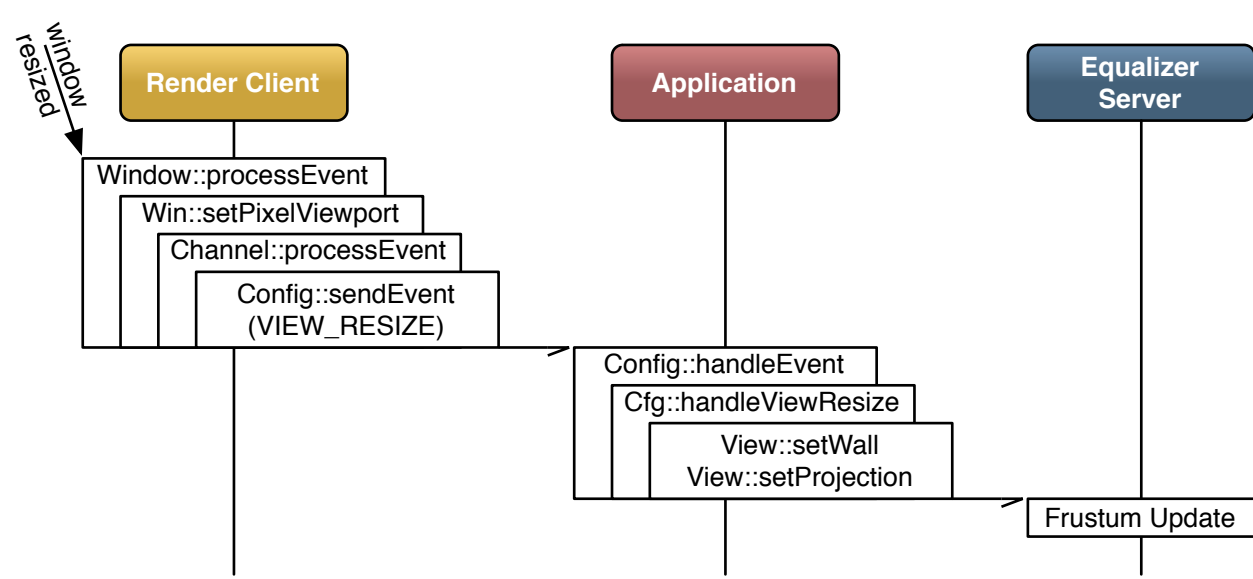 window
resized
Render Client
Application
Equalizer
Server
Window::processEvent
Win::setPixelViewport
Channel::processEvent
Config::sendEvent
(VIEW_RESIZE)
Config::handleEvent
Cfg::handleViewResize
View::setWall
View::setProjection
Frustum Update